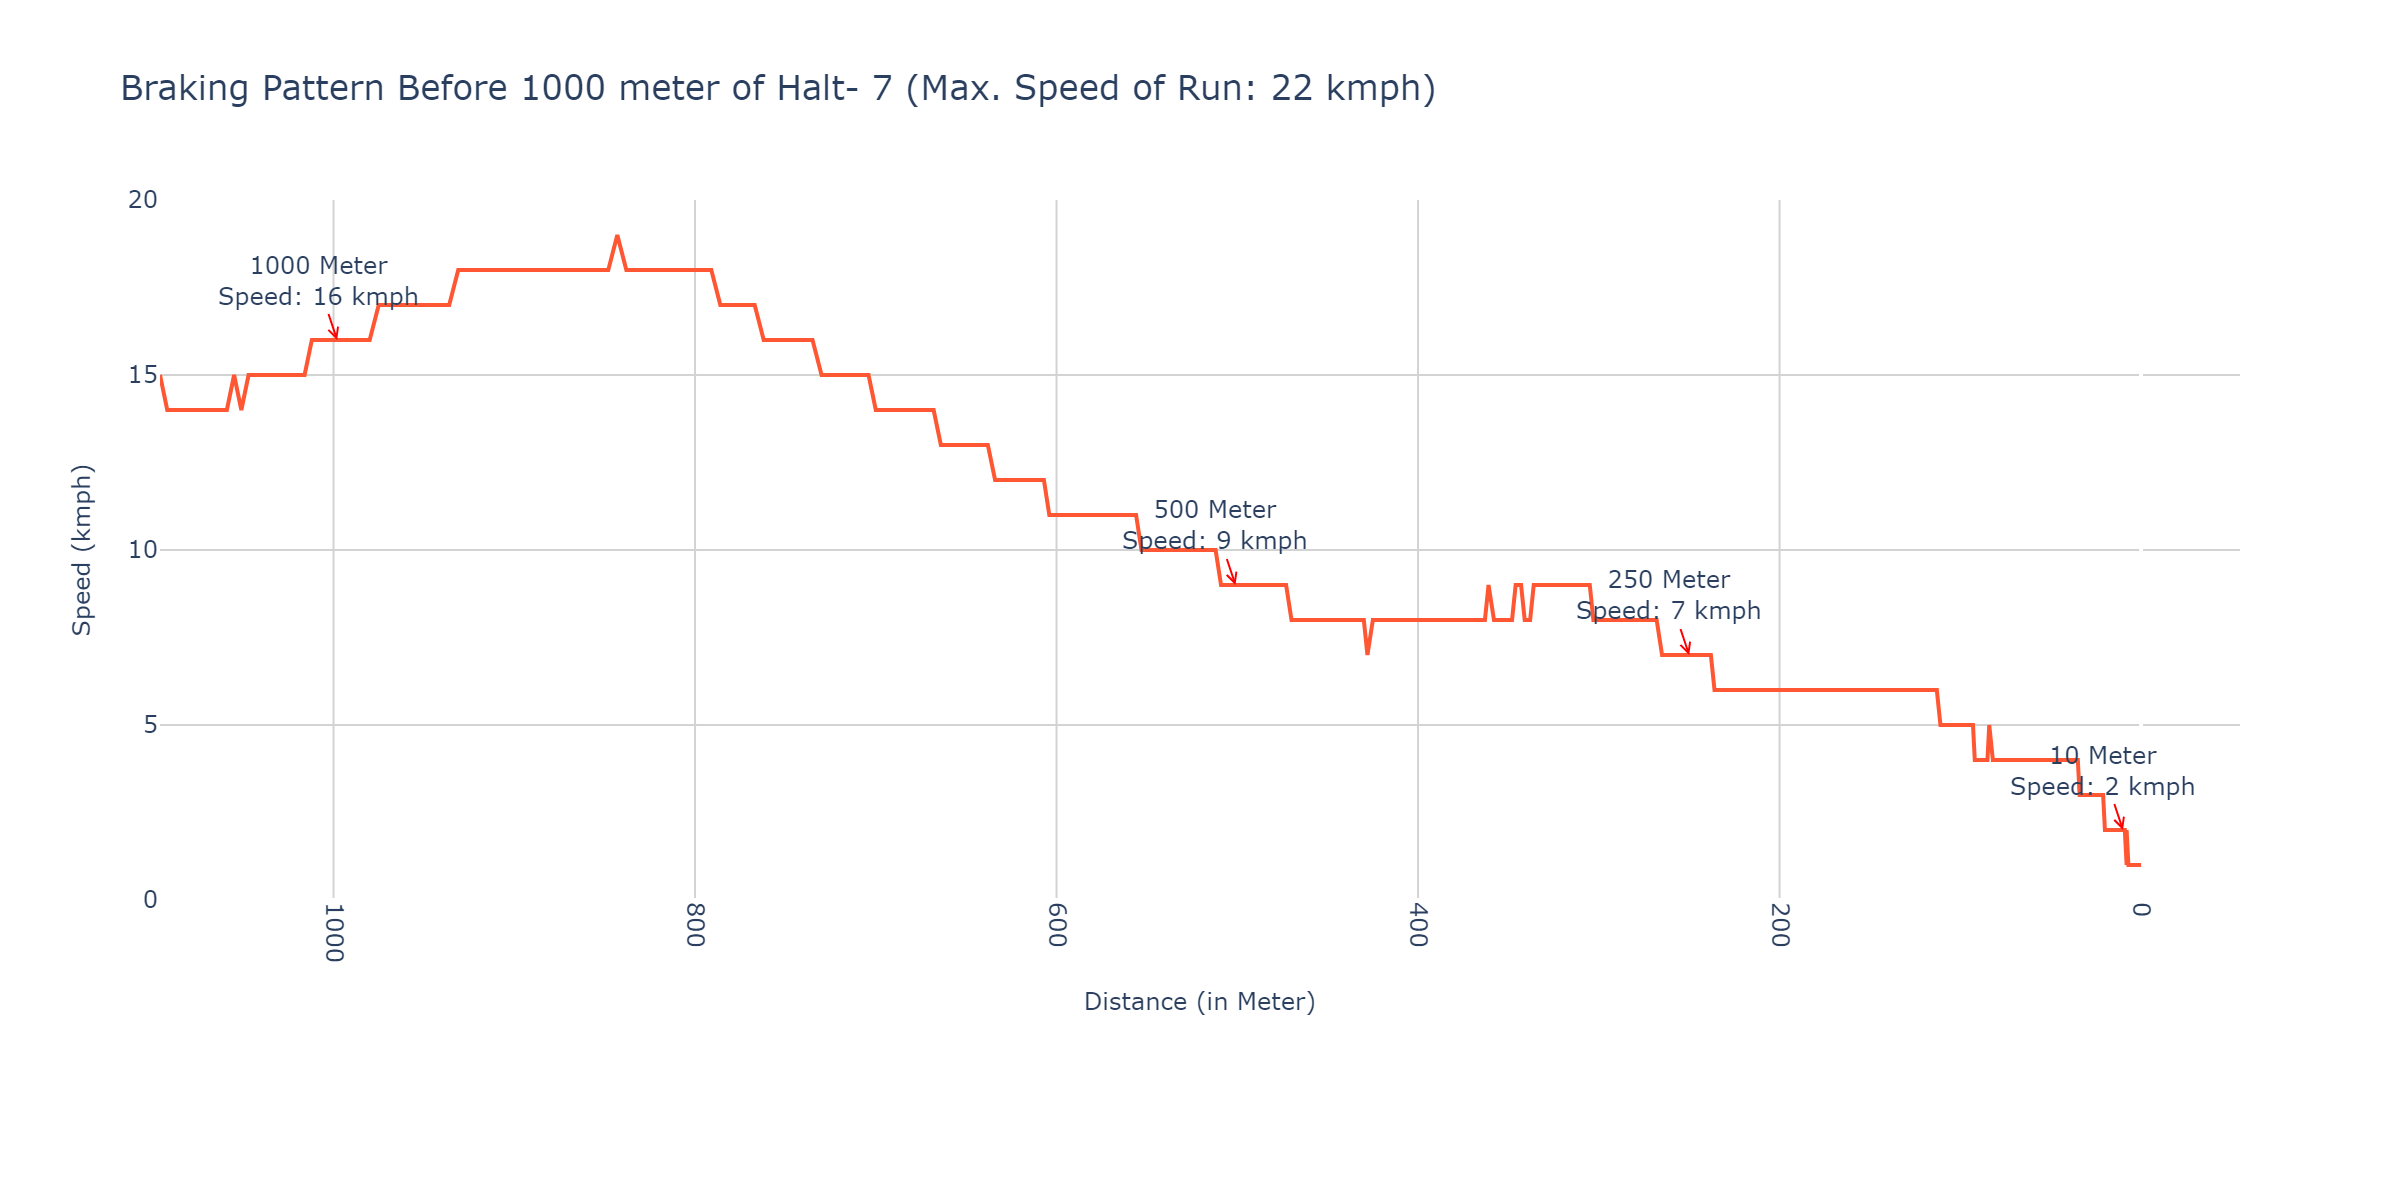 Braking Pattern Before 1000 meter of Halt- 7 (Max. Speed of Run: 22 kmph)
20
1000 Meter
Speed: 16 kmph
15
500 Meter
Speed: 9 kmph
10
250 Meter
Speed: 7 kmph
5
10 Meter
Speed: 2 kmph
0
Speed (kmph)
1000
800
600
400
200
0
Distance (in Meter)